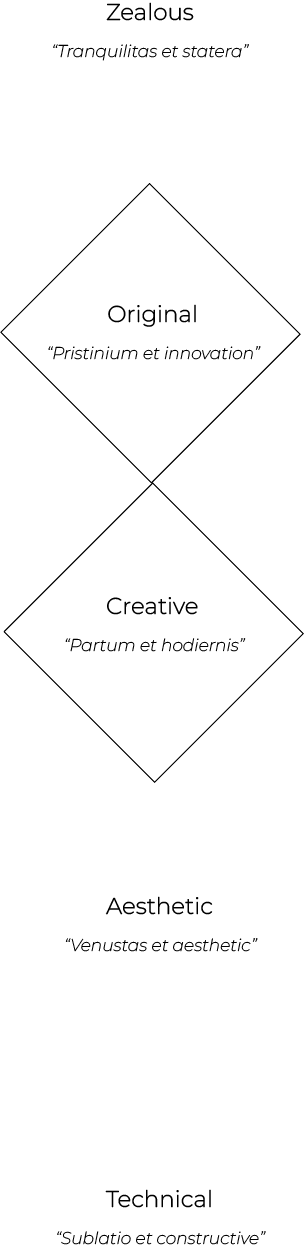 Zealous
“Tranquilitas et statera”
Original
“Pristinium et innovation”
Creative
“Partum et hodiernis”
Aesthetic
“Venustas et aesthetic”
Technical
“Sublatio et constructive”